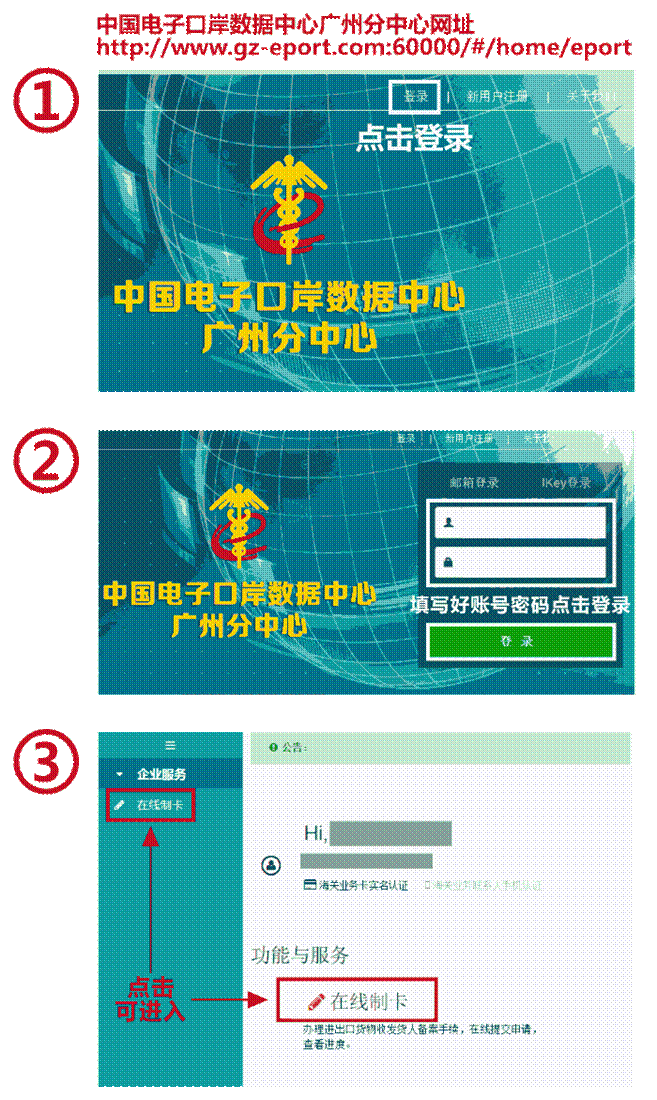 中国电子口岸数据中心广州分中心网址
http://www.gz-eport.com:60000/#/home/eport
①
登录 | 新用户注册 | 关于我们
点击登录
中国电子口岸数据中心
广州分中心
②
登录 | 新用户注册 | 关于我
邮箱登录 IKey登录
中国电子口岸数据中心
广州分中心
填写好账号密码点击登录
登 录
③
企业服务
在线制卡
公告:
Hi,
海关业务卡实名认证
功能与服务
在线制卡
点击
可进入
办理进出口货物收发货人备案手续，在线提交申请，
查看进度。